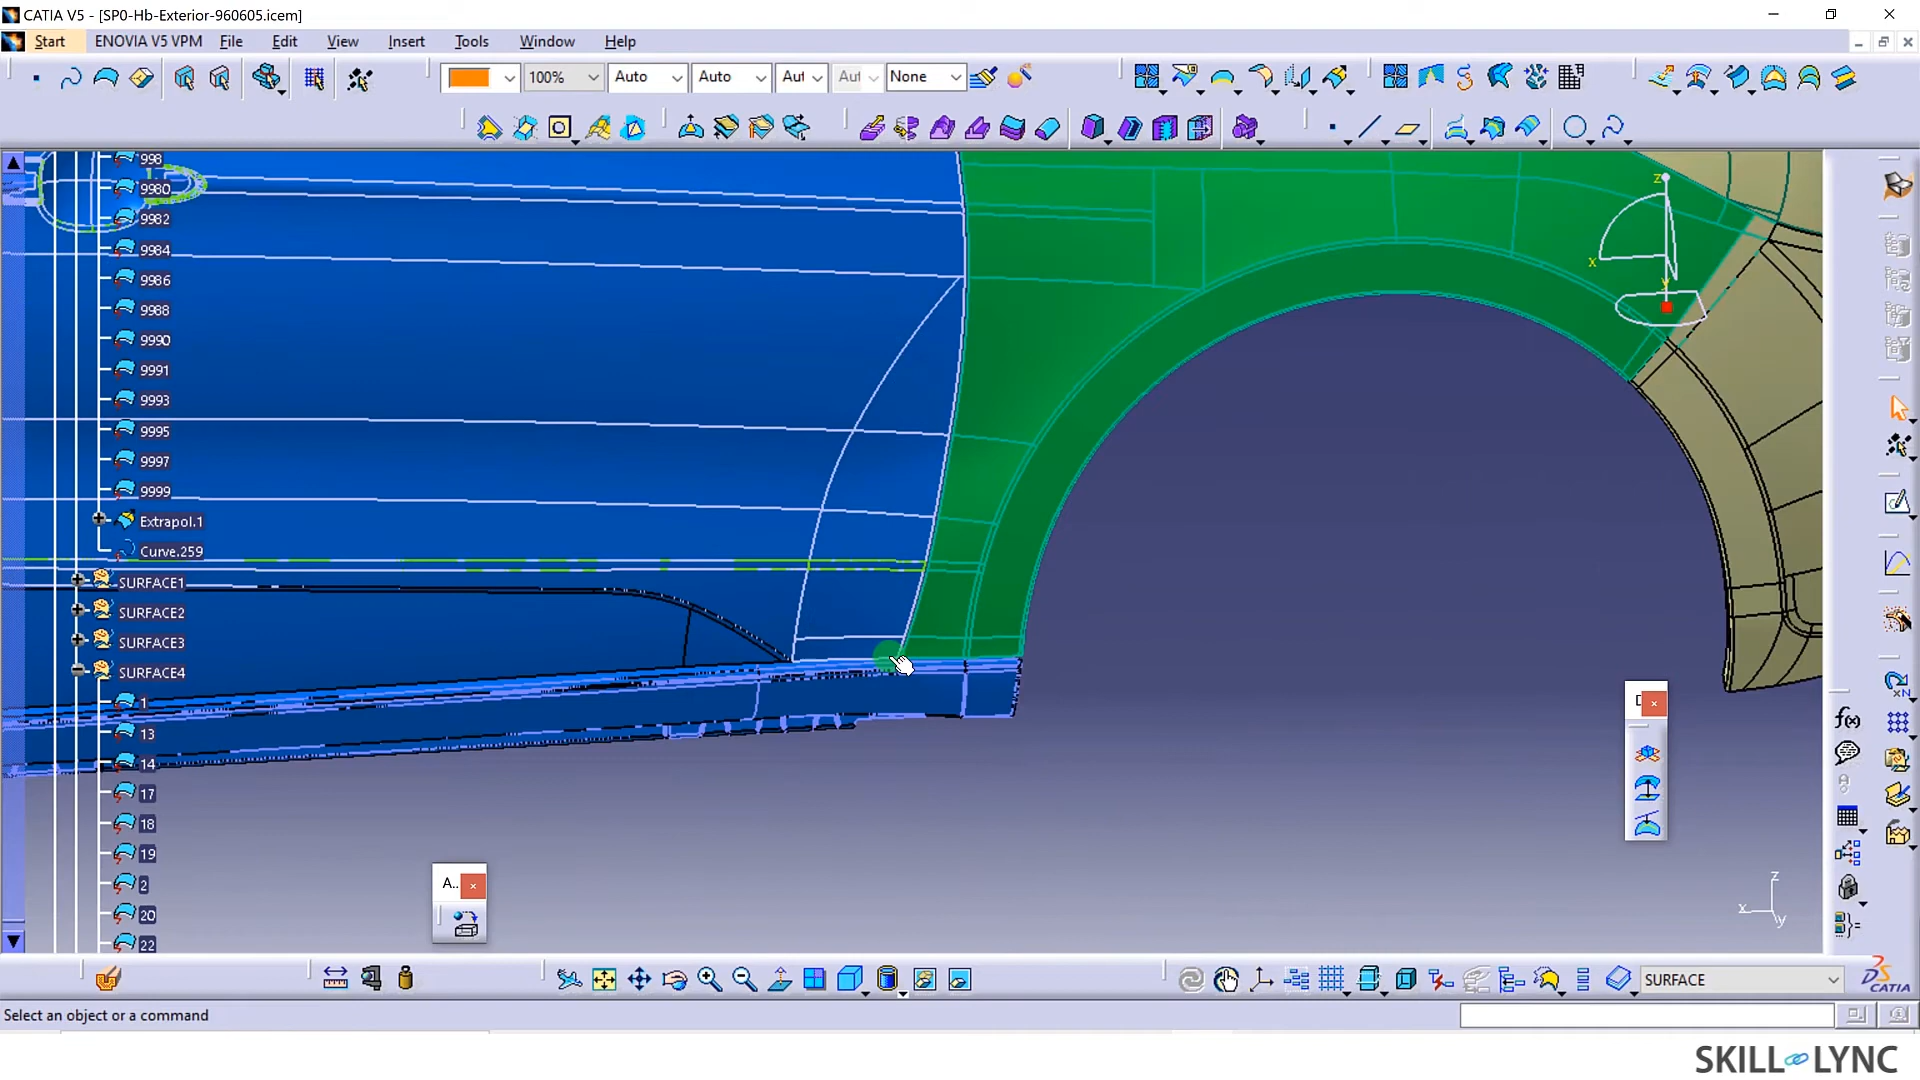 CATIA V5 - [SP0-Hb-Exterior-960605.icem]
Start ENOVIA V5 VPM File Edit View Insert Tools Window Help
100% Auto Auto Aut Aut None
998
9980
9982
9984
9986
9988
9990
9991
9993
9995
9997
9999
Extrapol.1
Curve.259
SURFACE1
SURFACE2
SURFACE3
SURFACE4
1
13
14
17
18
19
2
20
22
z
x
y
A..
z
x
y
SURFACE
CATIA
Select an object or a command
SKILL LYNC